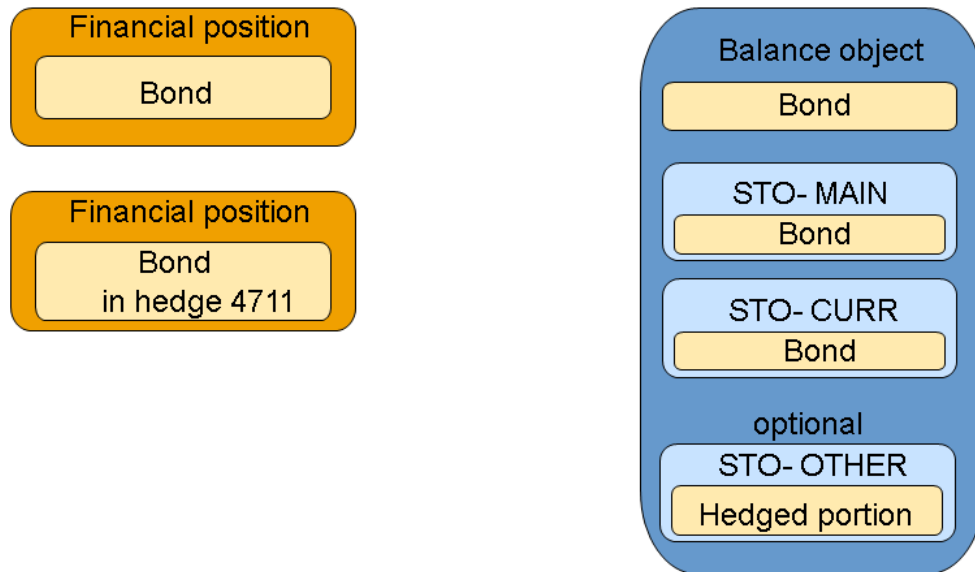 Financial position
Bond
Financial position
Bond
in hedge 4711
Balance object
Bond
STO- MAIN
Bond
STO- CURR
Bond
optional
STO- OTHER
Hedged portion